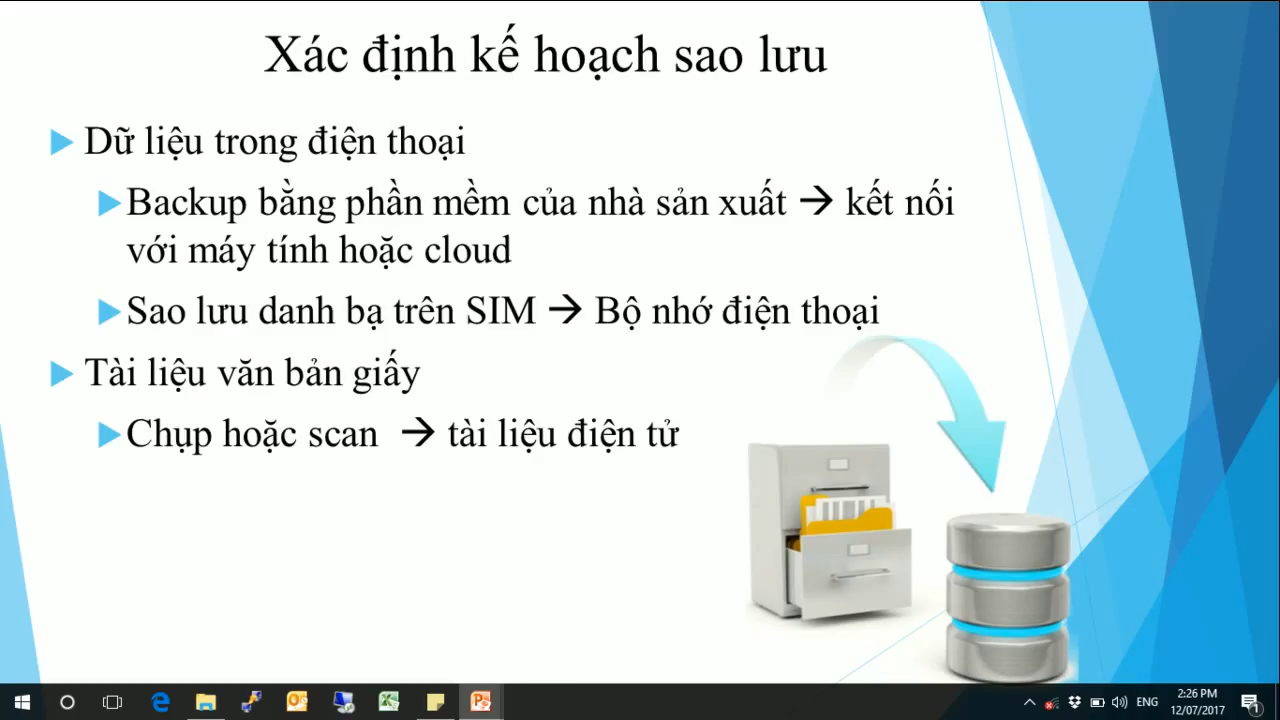 Xác định kế hoạch sao lưu
Dữ liệu trong điện thoại
Backup bằng phần mềm của nhà sản xuất → kết nối
với máy tính hoặc cloud
Sao lưu danh bạ trên SIM → Bộ nhớ điện thoại
Tài liệu văn bản giấy
Chụp hoặc scan → tài liệu điện tử
ENG
2:26 PM
12/07/2017
1